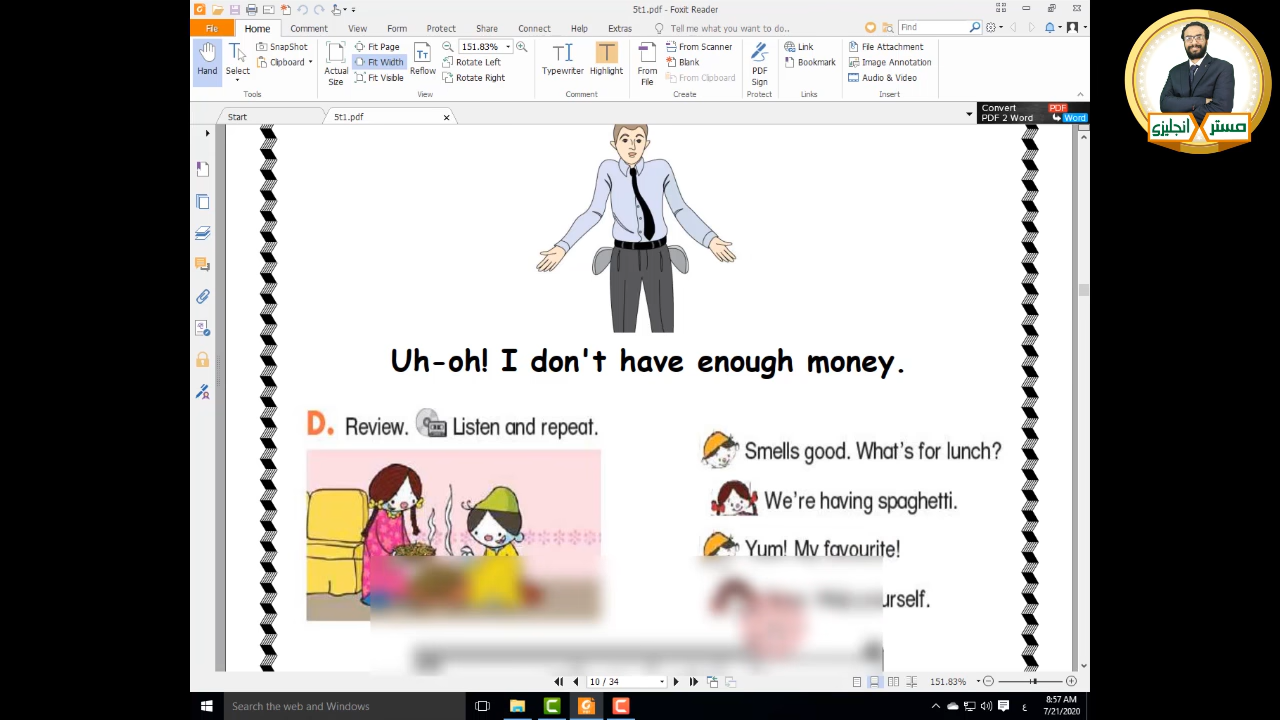 5t1.pdf - Foxit Reader
File Home Comment View Form Protect Share Connect Help Extras Tell me what you want to do.. Find
Hand
Select
SnapShot
Clipboard
Tools
Actual Size
Fit Page
Fit Width
Fit Visible
Reflow
151.83%
Rotate Left
Rotate Right
View
Typewriter
Highlight
Comment
From File
From Scanner
Blank
From Clipboard
Create
PDF Sign
Protect
Link
Bookmark
Links
File Attachment
Image Annotation
Audio & Video
Insert
Start 5t1.pdf
Convert PDF
PDF 2 Word Word
مستر X انجليزي
Uh-oh! I don't have enough money.
D. Review. Listen and repeat.
Smells good. What's for lunch?
We're having spaghetti.
Yum! My favourite!
urself.
10 / 34
151.83%
Search the web and Windows
ع
8:57 AM
7/21/2020